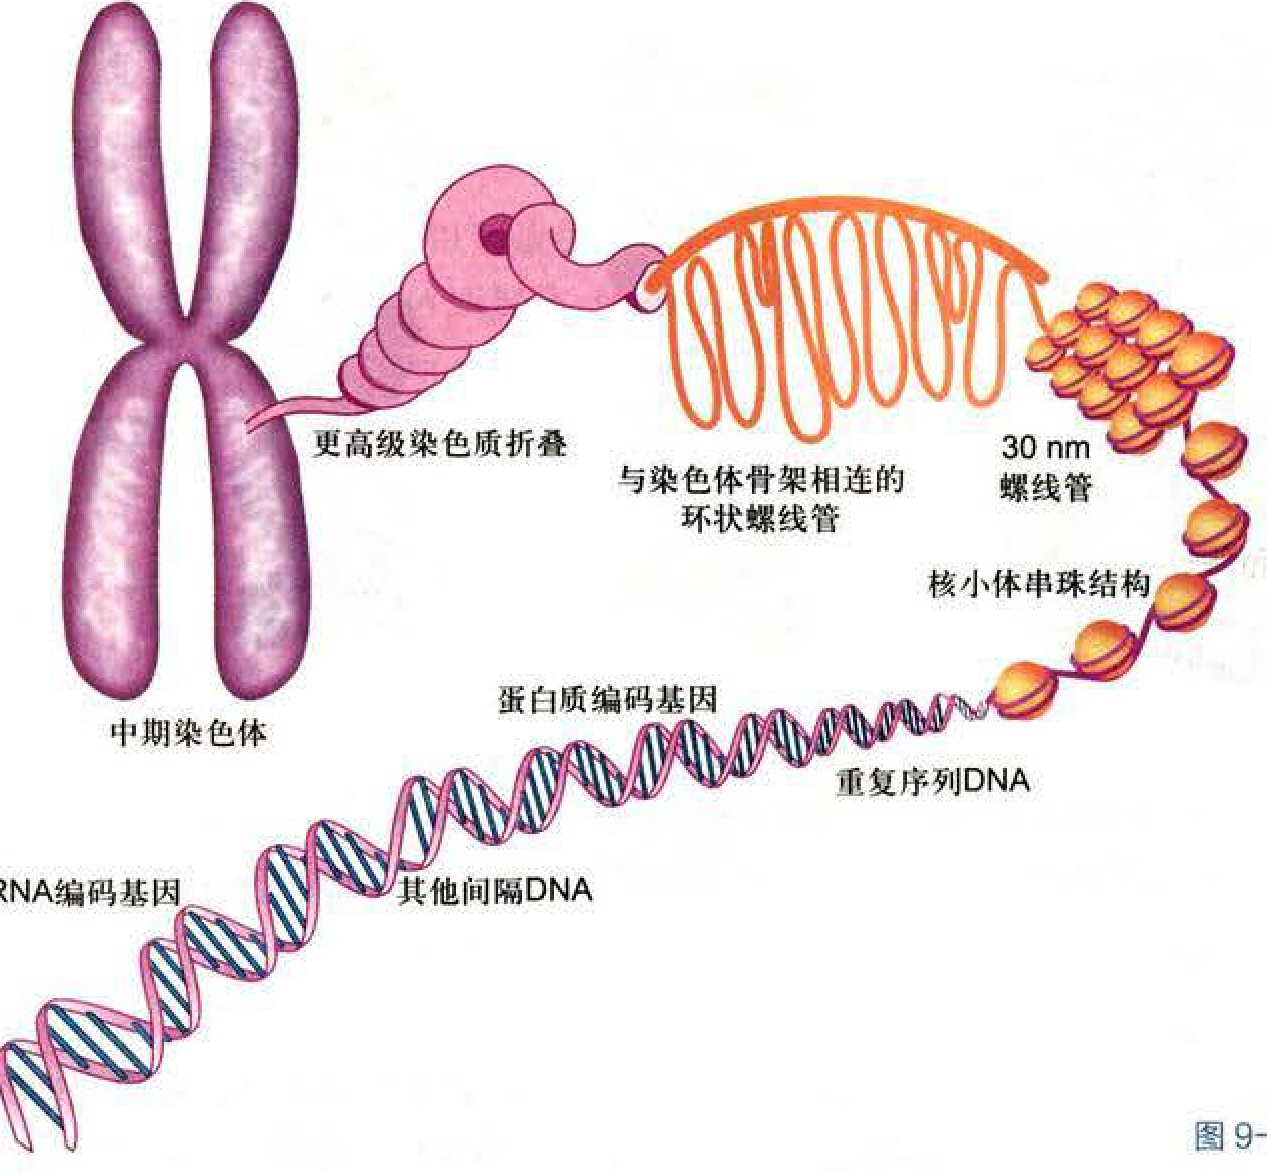 更高级染色质折叠
30 nm
螺线管
与染色体骨架相连的
环状螺线管
核小体串珠结构
中期染色体
蛋白质编码基因
重复序列DNA
RNA编码基因
其他间隔DNA
图 9-